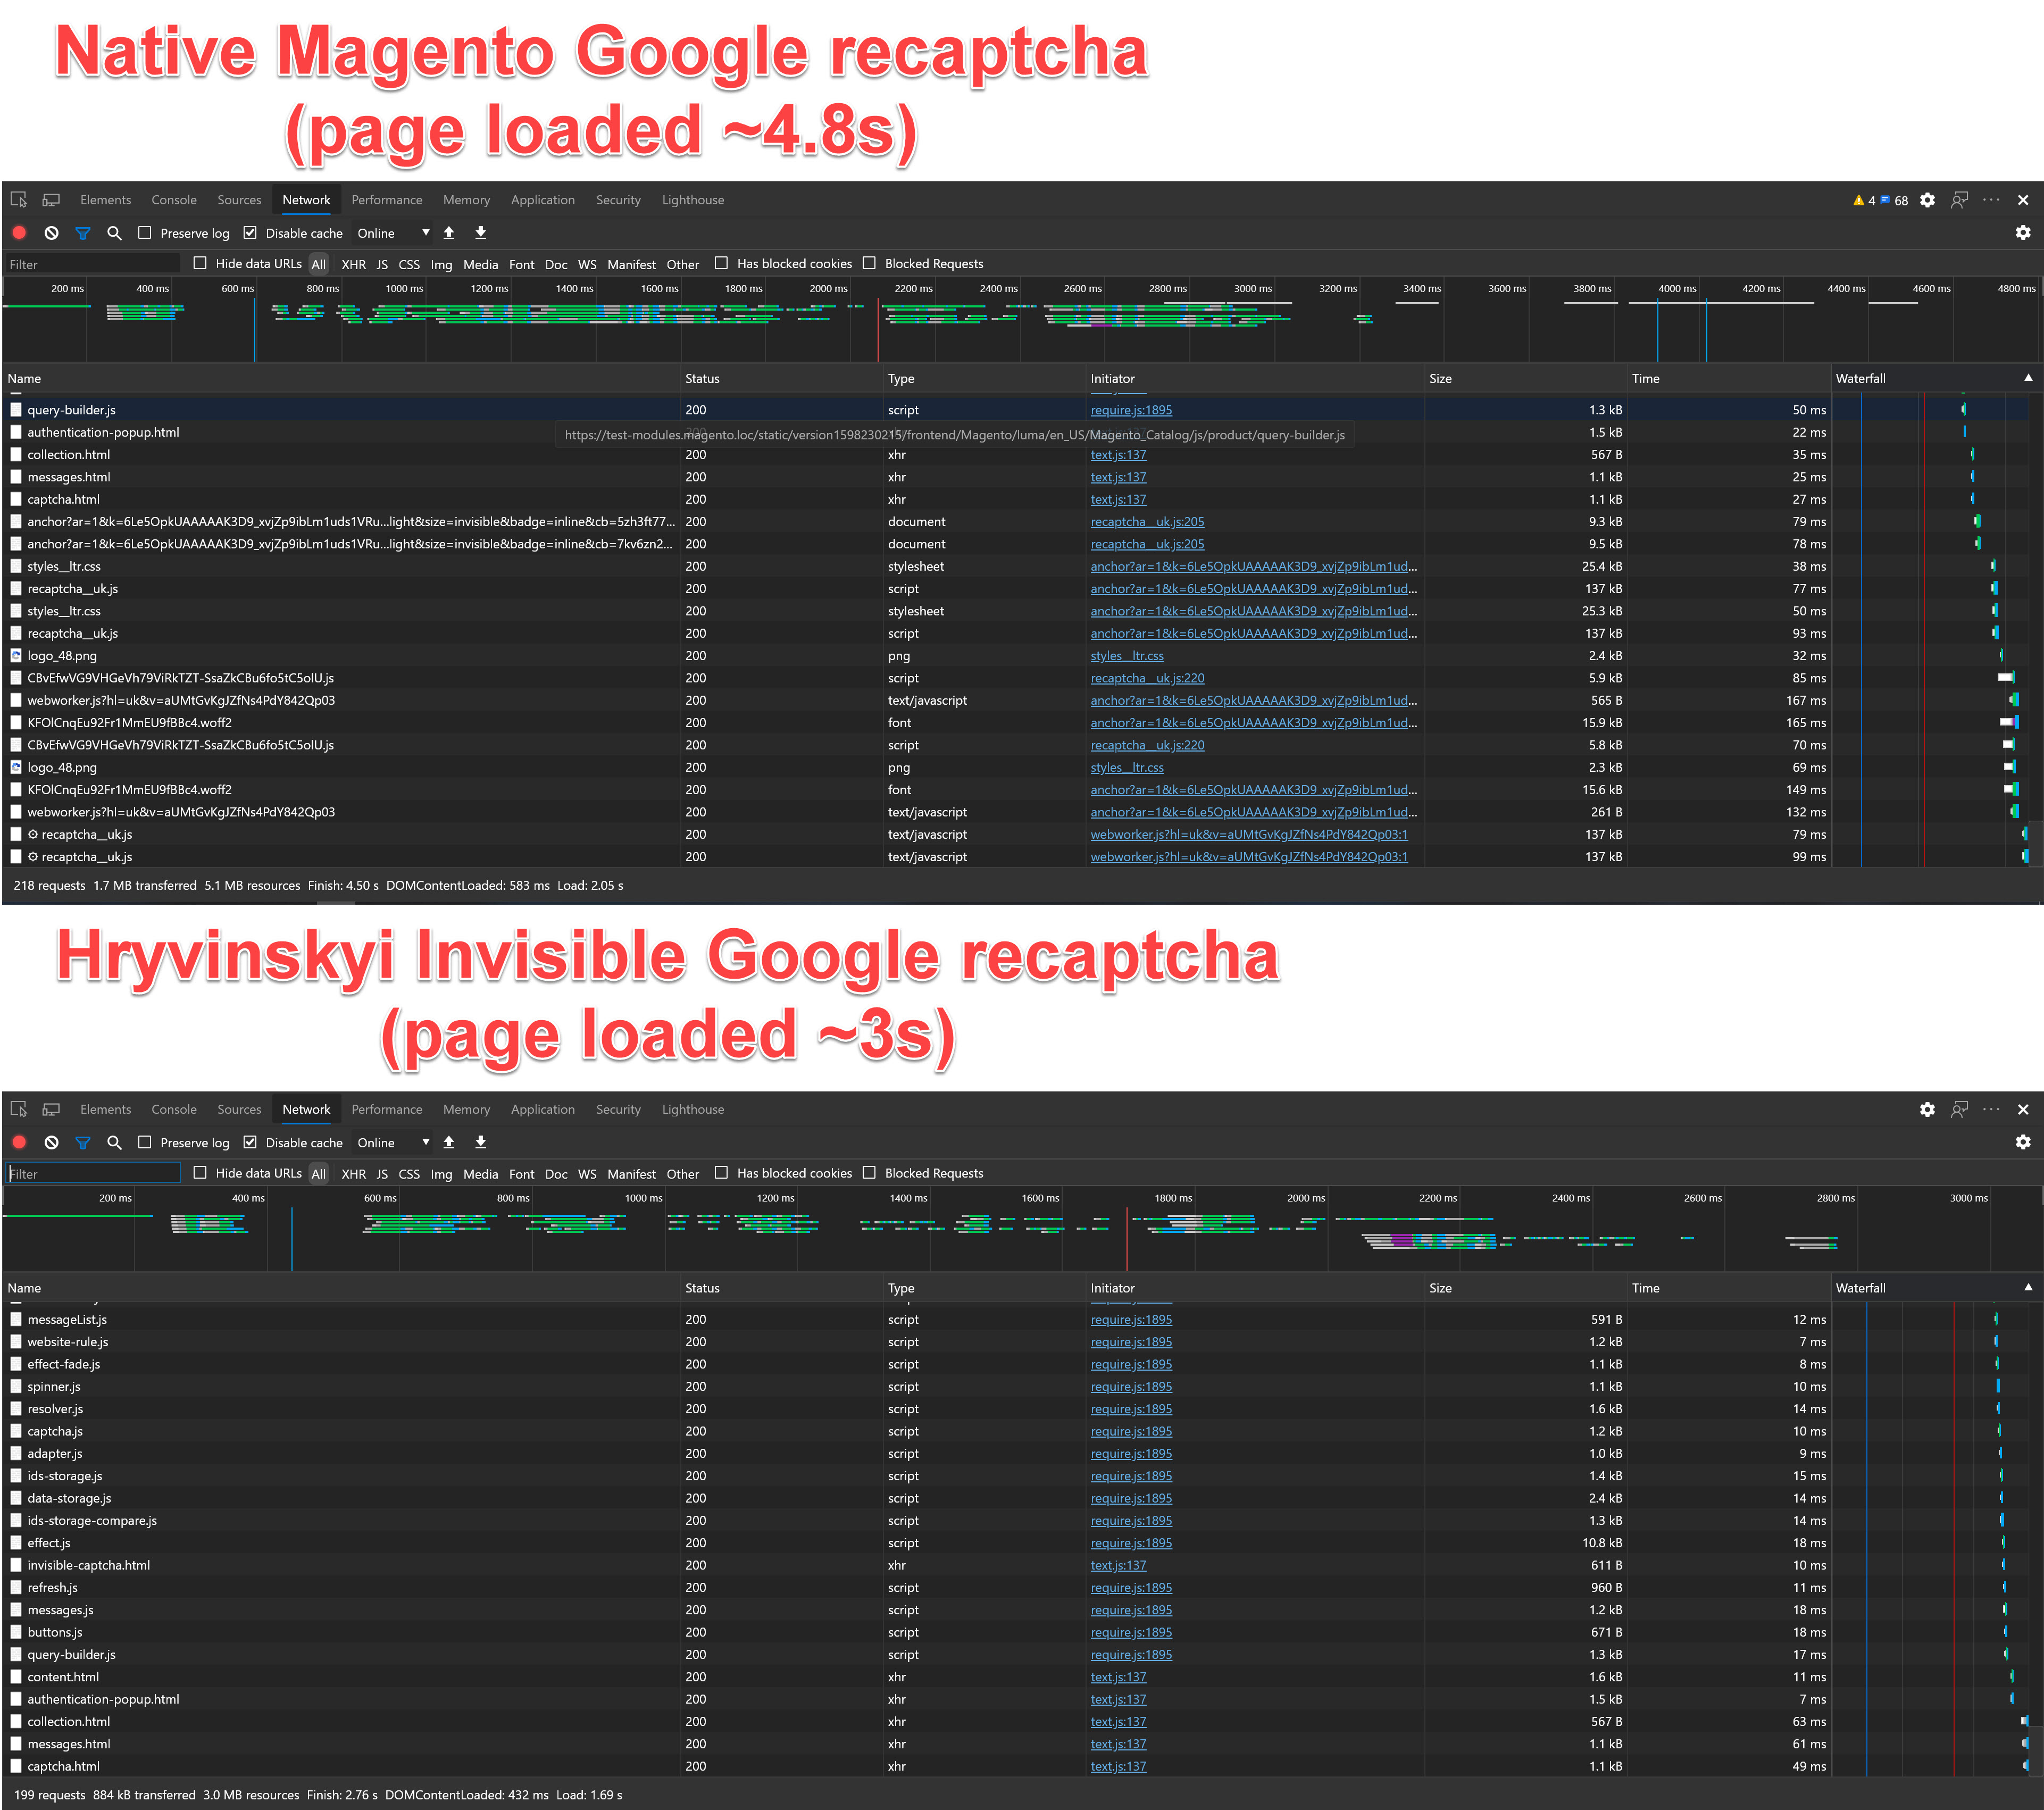 Native Magento Google recaptcha
(page loaded ~4.8s)
Elements Console Sources Network Performance Memory Application Security Lighthouse 4 68
Preserve log Disable cache Online
Filter Hide data URLs All XHR JS CSS Img Media Font Doc WS Manifest Other Has blocked cookies Blocked Requests
200 ms 400 ms 600 ms 800 ms 1000 ms 1200 ms 1400 ms 1600 ms 1800 ms 2000 ms 2200 ms 2400 ms 2600 ms 2800 ms 3000 ms 3200 ms 3400 ms 3600 ms 3800 ms 4000 ms 4200 ms 4400 ms 4600 ms 4800 ms
Name Status Type Initiator Size Time Waterfall
query-builder.js 200 script require.js:1895 1.3 kB 50 ms
authentication-popup.html 1.5 kB 22 ms
https://test-modules.magento.loc/static/version1598230215/frontend/Magento/luma/en_US/Magento_Catalog/js/product/query-builder.js
collection.html 200 xhr text.js:137 567 B 35 ms
messages.html 200 xhr text.js:137 1.1 kB 25 ms
captcha.html 200 xhr text.js:137 1.1 kB 27 ms
anchor?ar=1&k=6Le5OpkUAAAAAK3D9_xvjZp9ibLm1uds1VRu...light&size=invisible&badge=inline&cb=5zh3ft77... 200 document recaptcha__uk.js:205 9.3 kB 79 ms
anchor?ar=1&k=6Le5OpkUAAAAAK3D9_xvjZp9ibLm1uds1VRu...light&size=invisible&badge=inline&cb=7kv6zn2... 200 document recaptcha__uk.js:205 9.5 kB 78 ms
styles__ltr.css 200 stylesheet anchor?ar=1&k=6Le5OpkUAAAAAK3D9_xvjZp9ibLm1ud... 25.4 kB 38 ms
recaptcha__uk.js 200 script anchor?ar=1&k=6Le5OpkUAAAAAK3D9_xvjZp9ibLm1ud... 137 kB 77 ms
styles__ltr.css 200 stylesheet anchor?ar=1&k=6Le5OpkUAAAAAK3D9_xvjZp9ibLm1ud... 25.3 kB 50 ms
recaptcha__uk.js 200 script anchor?ar=1&k=6Le5OpkUAAAAAK3D9_xvjZp9ibLm1ud... 137 kB 93 ms
logo_48.png 200 png styles__ltr.css 2.4 kB 32 ms
CBvEfwVG9VHGeVh79ViRkTZT-SsaZkCBu6fo5tC5olU.js 200 script recaptcha__uk.js:220 5.9 kB 85 ms
webworker.js?hl=uk&v=aUMtGvKgJZfNs4PdY842Qp03 200 text/javascript anchor?ar=1&k=6Le5OpkUAAAAAK3D9_xvjZp9ibLm1ud... 565 B 167 ms
KFOlCnqEu92Fr1MmEU9fBBc4.woff2 200 font anchor?ar=1&k=6Le5OpkUAAAAAK3D9_xvjZp9ibLm1ud... 15.9 kB 165 ms
CBvEfwVG9VHGeVh79ViRkTZT-SsaZkCBu6fo5tC5olU.js 200 script recaptcha__uk.js:220 5.8 kB 70 ms
logo_48.png 200 png styles__ltr.css 2.3 kB 69 ms
KFOlCnqEu92Fr1MmEU9fBBc4.woff2 200 font anchor?ar=1&k=6Le5OpkUAAAAAK3D9_xvjZp9ibLm1ud... 15.6 kB 149 ms
webworker.js?hl=uk&v=aUMtGvKgJZfNs4PdY842Qp03 200 text/javascript anchor?ar=1&k=6Le5OpkUAAAAAK3D9_xvjZp9ibLm1ud... 261 B 132 ms
recaptcha__uk.js 200 text/javascript webworker.js?hl=uk&v=aUMtGvKgJZfNs4PdY842Qp03:1 137 kB 79 ms
recaptcha__uk.js 200 text/javascript webworker.js?hl=uk&v=aUMtGvKgJZfNs4PdY842Qp03:1 137 kB 99 ms
218 requests 1.7 MB transferred 5.1 MB resources Finish: 4.50 s DOMContentLoaded: 583 ms Load: 2.05 s
Hryvinskyi Invisible Google recaptcha
(page loaded ~3s)
Elements Console Sources Network Performance Memory Application Security Lighthouse
Preserve log Disable cache Online
Filter Hide data URLs All XHR JS CSS Img Media Font Doc WS Manifest Other Has blocked cookies Blocked Requests
200 ms 400 ms 600 ms 800 ms 1000 ms 1200 ms 1400 ms 1600 ms 1800 ms 2000 ms 2200 ms 2400 ms 2600 ms 2800 ms 3000 ms
Name Status Type Initiator Size Time Waterfall
messageList.js 200 script require.js:1895 591 B 12 ms
website-rule.js 200 script require.js:1895 1.2 kB 7 ms
effect-fade.js 200 script require.js:1895 1.1 kB 8 ms
spinner.js 200 script require.js:1895 1.1 kB 10 ms
resolver.js 200 script require.js:1895 1.6 kB 14 ms
captcha.js 200 script require.js:1895 1.2 kB 10 ms
adapter.js 200 script require.js:1895 1.0 kB 9 ms
ids-storage.js 200 script require.js:1895 1.4 kB 15 ms
data-storage.js 200 script require.js:1895 2.4 kB 14 ms
ids-storage-compare.js 200 script require.js:1895 1.3 kB 14 ms
effect.js 200 script require.js:1895 10.8 kB 18 ms
invisible-captcha.html 200 xhr text.js:137 611 B 10 ms
refresh.js 200 script require.js:1895 960 B 11 ms
messages.js 200 script require.js:1895 1.2 kB 18 ms
buttons.js 200 script require.js:1895 671 B 18 ms
query-builder.js 200 script require.js:1895 1.3 kB 17 ms
content.html 200 xhr text.js:137 1.6 kB 11 ms
authentication-popup.html 200 xhr text.js:137 1.5 kB 7 ms
collection.html 200 xhr text.js:137 567 B 63 ms
messages.html 200 xhr text.js:137 1.1 kB 61 ms
captcha.html 200 xhr text.js:137 1.1 kB 49 ms
199 requests 884 kB transferred 3.0 MB resources Finish: 2.76 s DOMContentLoaded: 432 ms Load: 1.69 s